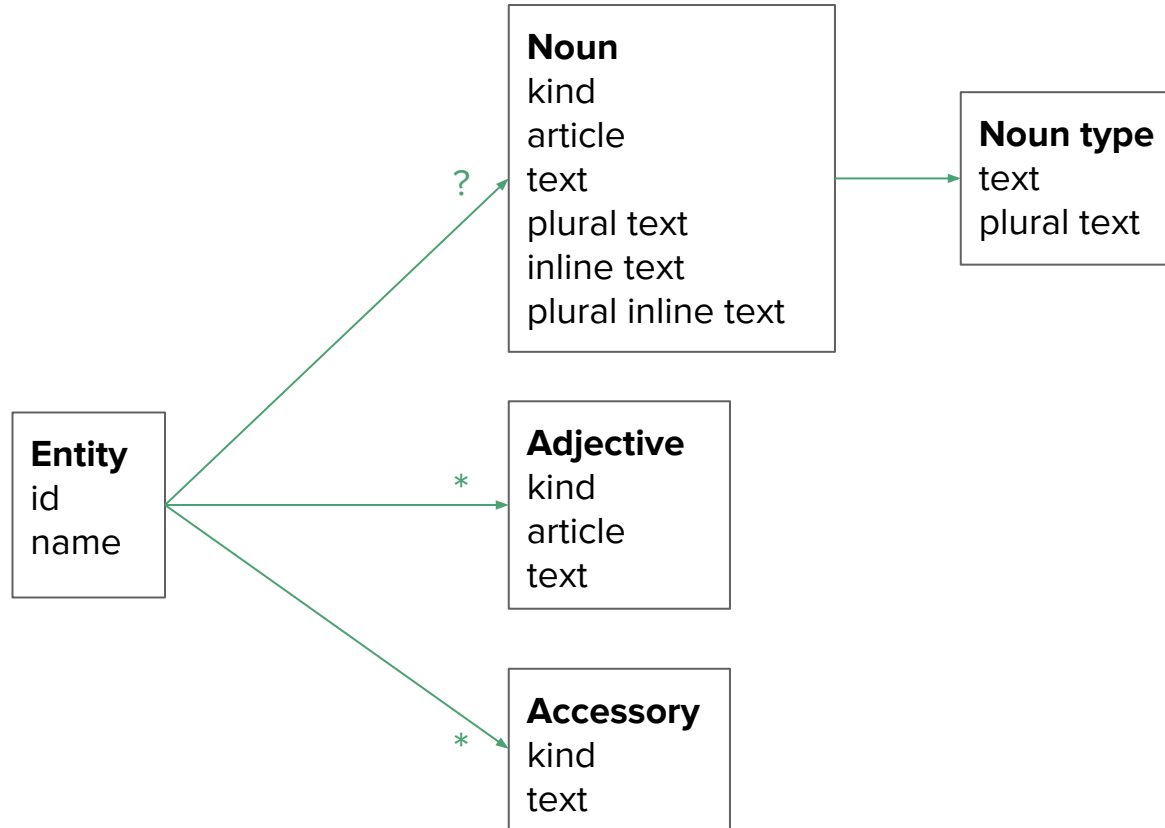 Noun
kind
article
text
plural text
inline text
plural inline text
Noun type
text
plural text
?
Entity
id
name
*
Adjective
kind
article
text
*
Accessory
kind
text